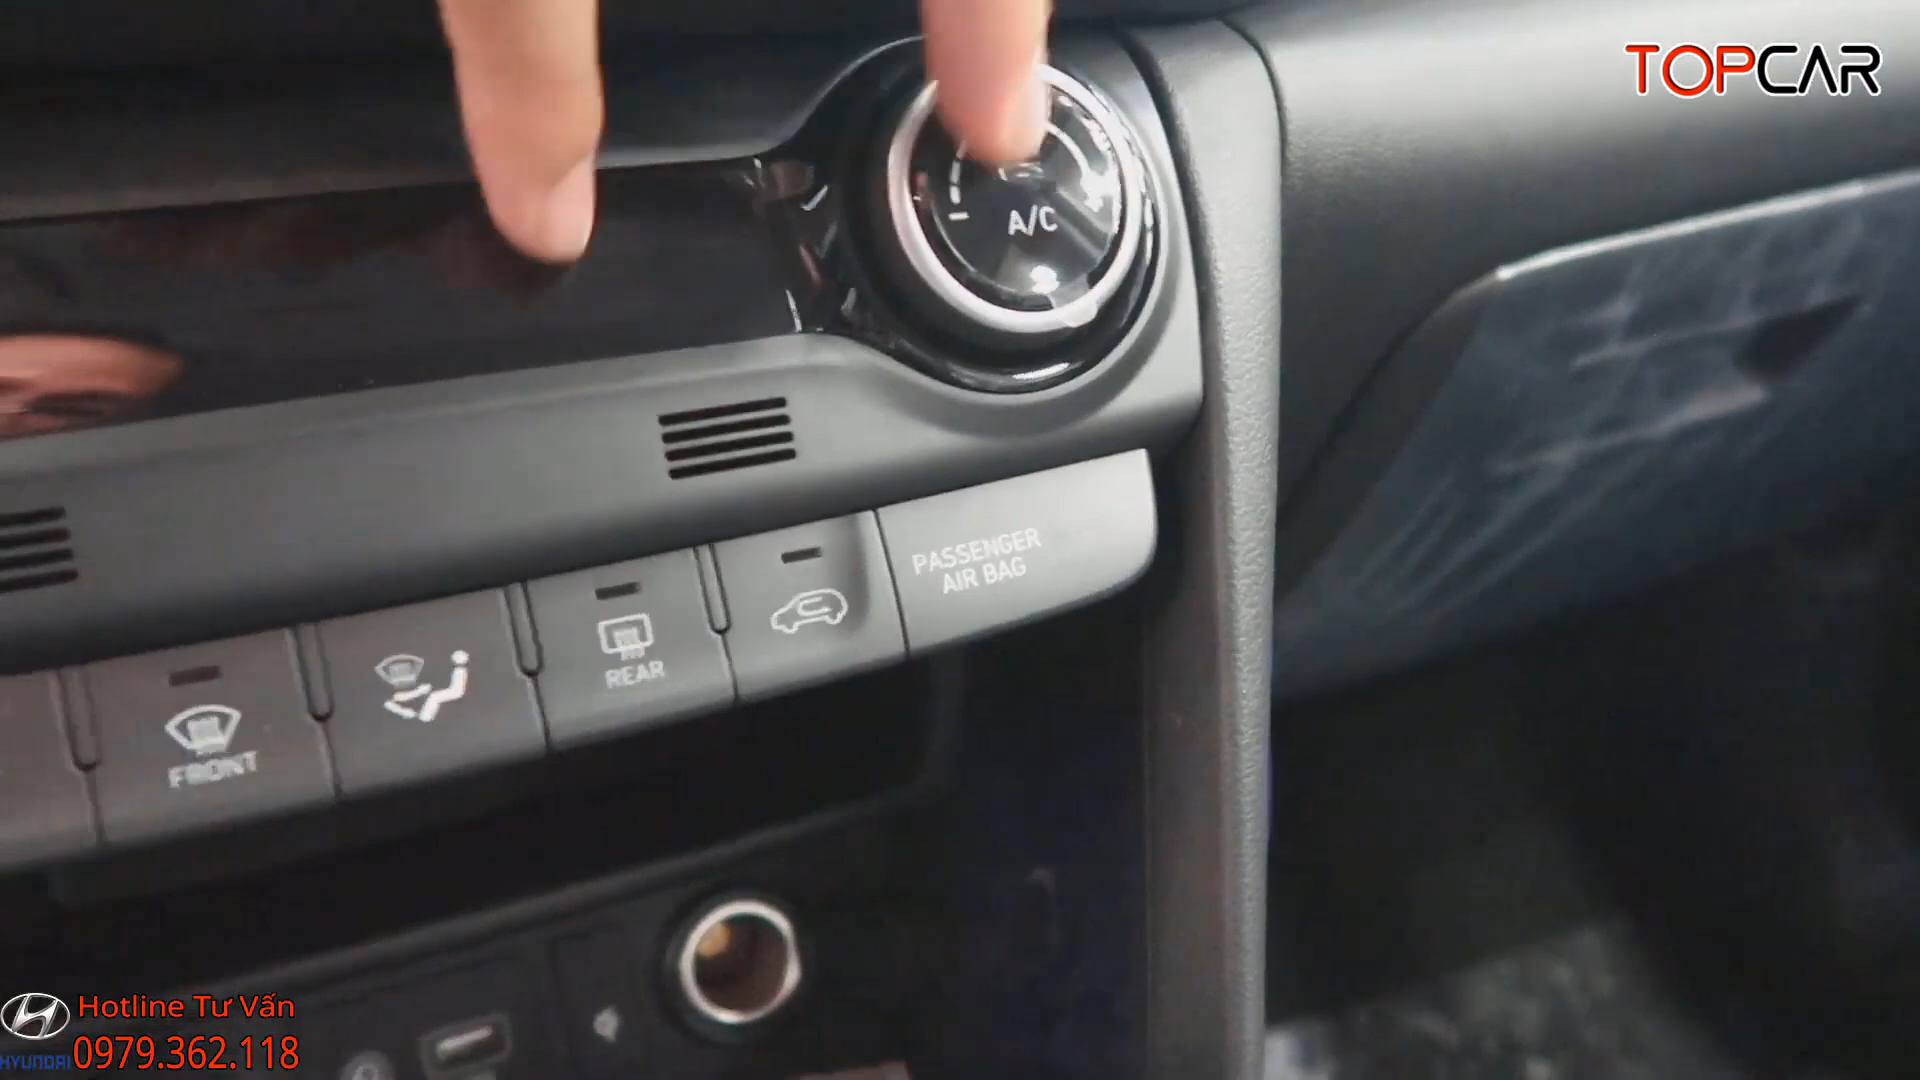 TOPCAR
A/C
PASSENGER
AIR BAG
REAR
FRONT
Hotline Tư Vấn
HYUNDAI
0979.362.118